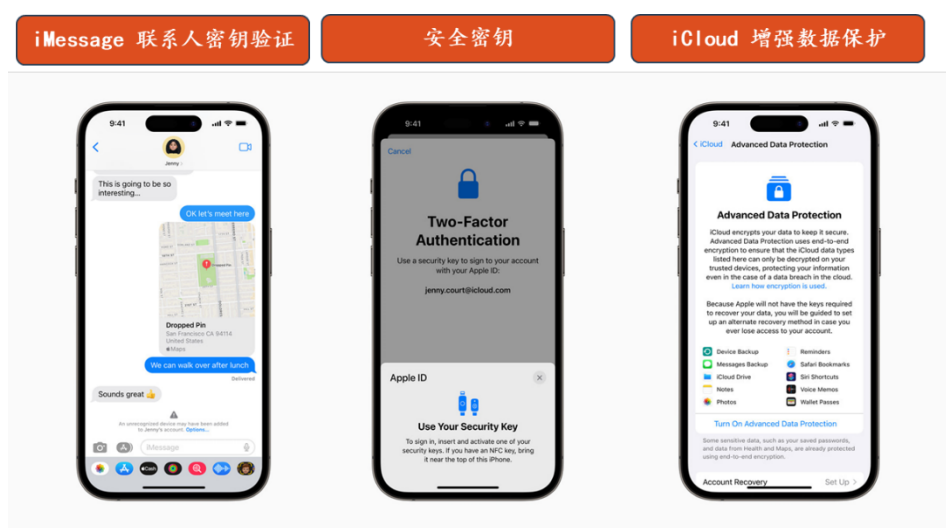 iMessage 联系人密钥验证
安全密钥
iCloud 增强数据保护
9:41
Jenny
This is going to be so
interesting...
OK let's meet here
Dropped Pin
Dropped Pin
San Francisco CA 94114
United States
Maps
We can walk over after lunch
Delivered
Sounds great 👍
An unrecognized device may have been added
to Jenny's account. Options...
iMessage
Cash
9:41
Cancel
Two-Factor
Authentication
Use a security key to sign to your account
with your Apple ID:
jenny.court@icloud.com
Apple ID
Use Your Security Key
To sign in, insert and activate one of your
security keys. If you have an NFC key, bring
it near the top of this iPhone.
9:41
iCloud Advanced Data Protection
Advanced Data Protection
iCloud encrypts your data to keep it secure.
Advanced Data Protection uses end-to-end
encryption to ensure that the iCloud data types
listed here can only be decrypted on your
trusted devices, protecting your information
even in the case of a data breach in the cloud.
Learn how encryption is used.
Because Apple will not have the keys required
to recover your data, you will be guided to set
up an alternate recovery method in case you
ever lose access to your account.
Device Backup Reminders
Messages Backup Safari Bookmarks
iCloud Drive Siri Shortcuts
Notes Voice Memos
Photos Wallet Passes
Turn On Advanced Data Protection
Some sensitive data, such as your saved passwords,
and data from Health and Maps, are already protected
using end-to-end encryption.
Account Recovery Set Up